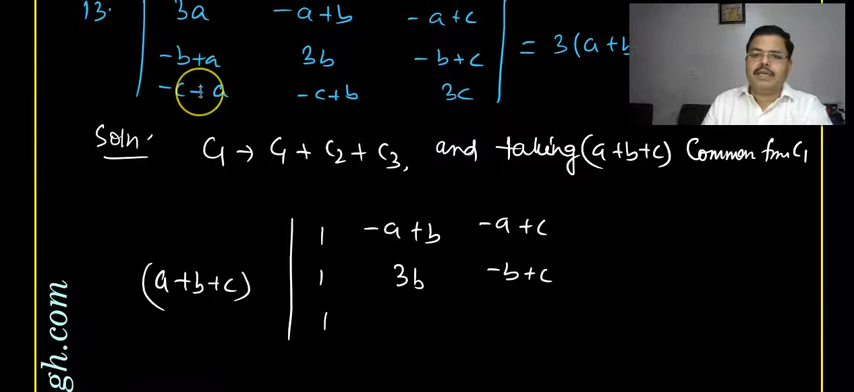 13. | 3a -a+b -a+c |
| -b+a 3b -b+c | = 3(a+b
| -c+a -c+b 3c |
Soln: C1 → C1 + C2 + C3, and taking (a+b+c) Common frm C1
| 1 -a+b -a+c
(a+b+c) | 1 3b -b+c
| 1
gh.com